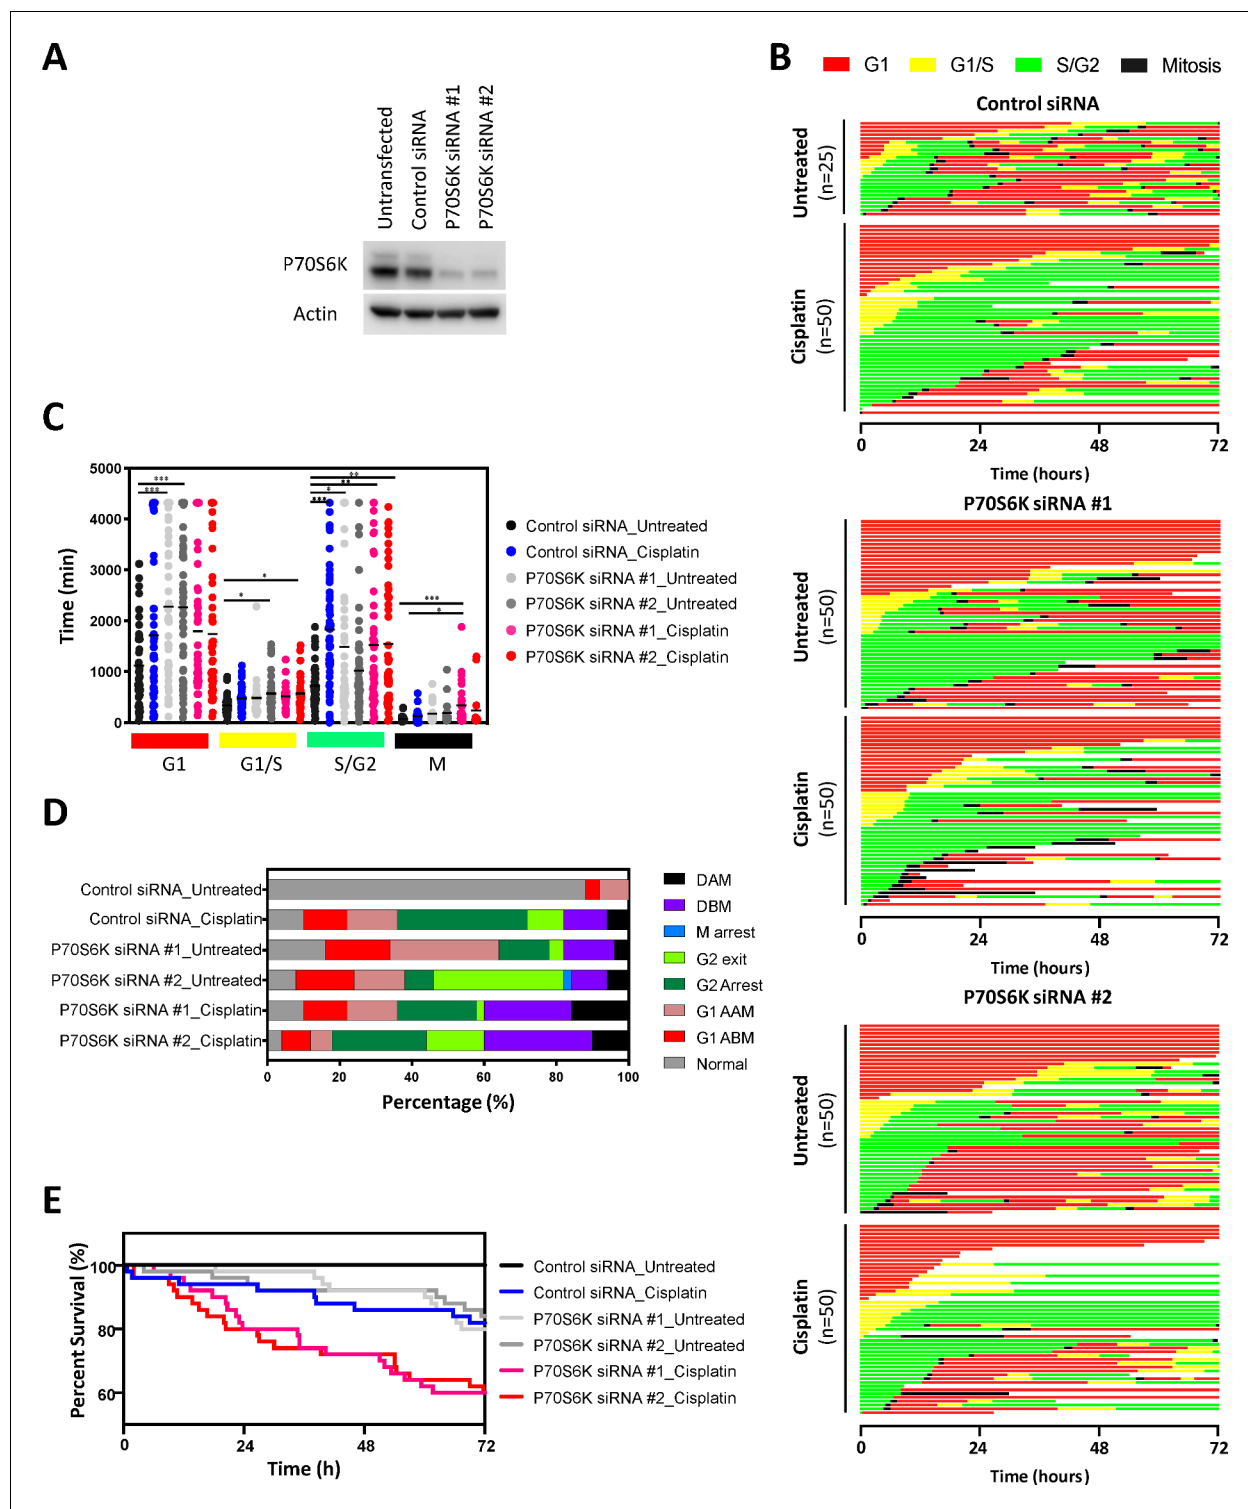 A
Untransfected
Control siRNA
P70S6K siRNA #1
P70S6K siRNA #2
P70S6K
Actin
B
G1 G1/S S/G2 Mitosis
Control siRNA
Untreated
(n=25)
Cisplatin
(n=50)
0 24 48 72
Time (hours)
P70S6K siRNA #1
Untreated
(n=50)
Cisplatin
(n=50)
0 24 48 72
Time (hours)
P70S6K siRNA #2
Untreated
(n=50)
Cisplatin
(n=50)
0 24 48 72
Time (hours)
C
Time (min)
5000
4000
3000
2000
1000
0
*** *** * * *** * ** ** *** *
G1 G1/S S/G2 M
Control siRNA_Untreated
Control siRNA_Cisplatin
P70S6K siRNA #1_Untreated
P70S6K siRNA #2_Untreated
P70S6K siRNA #1_Cisplatin
P70S6K siRNA #2_Cisplatin
D
Control siRNA_Untreated
Control siRNA_Cisplatin
P70S6K siRNA #1_Untreated
P70S6K siRNA #2_Untreated
P70S6K siRNA #1_Cisplatin
P70S6K siRNA #2_Cisplatin
0 20 40 60 80 100
Percentage (%)
DAM
DBM
M arrest
G2 exit
G2 Arrest
G1 AAM
G1 ABM
Normal
E
Percent Survival (%)
100
80
60
0 24 48 72
Time (h)
Control siRNA_Untreated
Control siRNA_Cisplatin
P70S6K siRNA #1_Untreated
P70S6K siRNA #2_Untreated
P70S6K siRNA #1_Cisplatin
P70S6K siRNA #2_Cisplatin